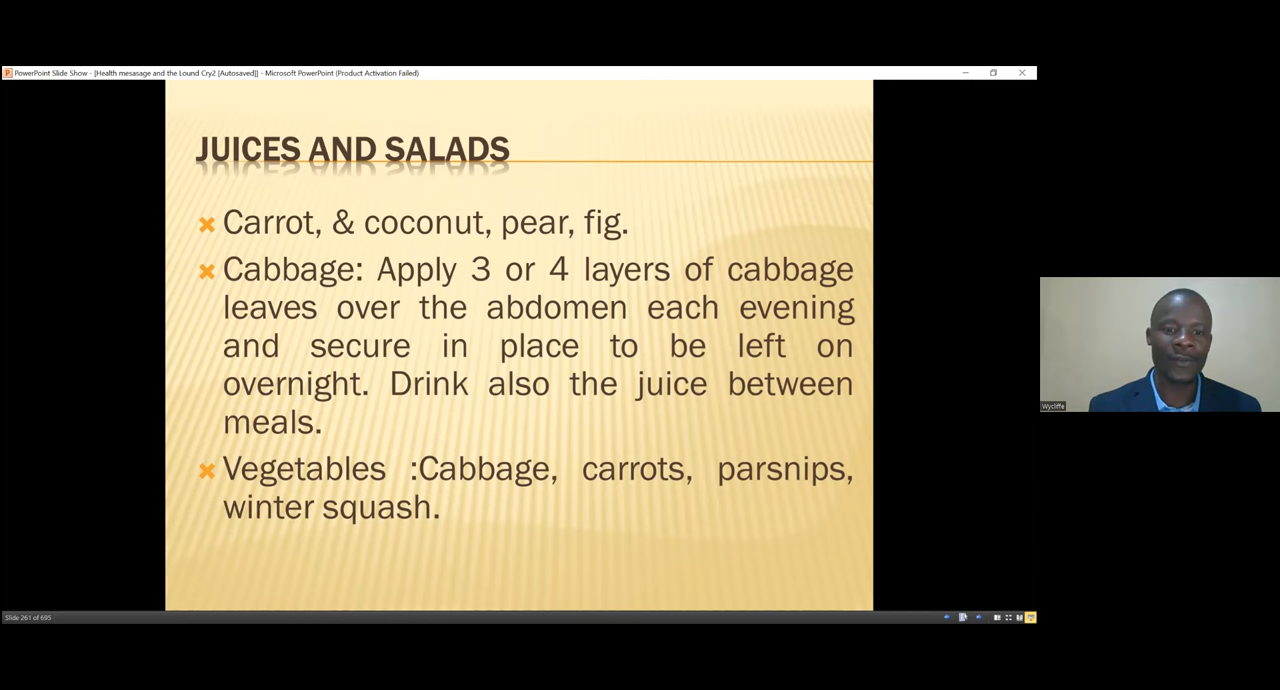 PowerPoint Slide Show - [Health mesasage and the Lound Cry2 [Autosaved]] - Microsoft PowerPoint (Product Activation Failed)
JUICES AND SALADS
Carrot, & coconut, pear, fig.
Cabbage: Apply 3 or 4 layers of cabbage
leaves over the abdomen each evening
and secure in place to be left on
overnight. Drink also the juice between
meals.
Vegetables :Cabbage, carrots, parsnips,
winter squash.
Wycliffe
Slide 261 of 695